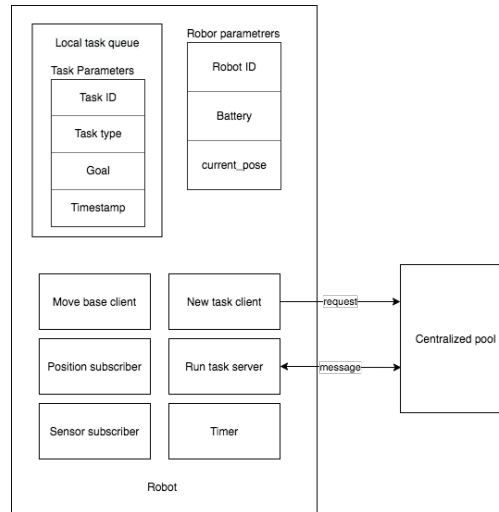 Local task queue
Task Parameters
Task ID
Task type
Goal
Timestamp
Robor parametrers
Robot ID
Battery
current_pose
Move base client
New task client
request
Centralized pool
Position subscriber
Run task server
message
Sensor subscriber
Timer
Robot